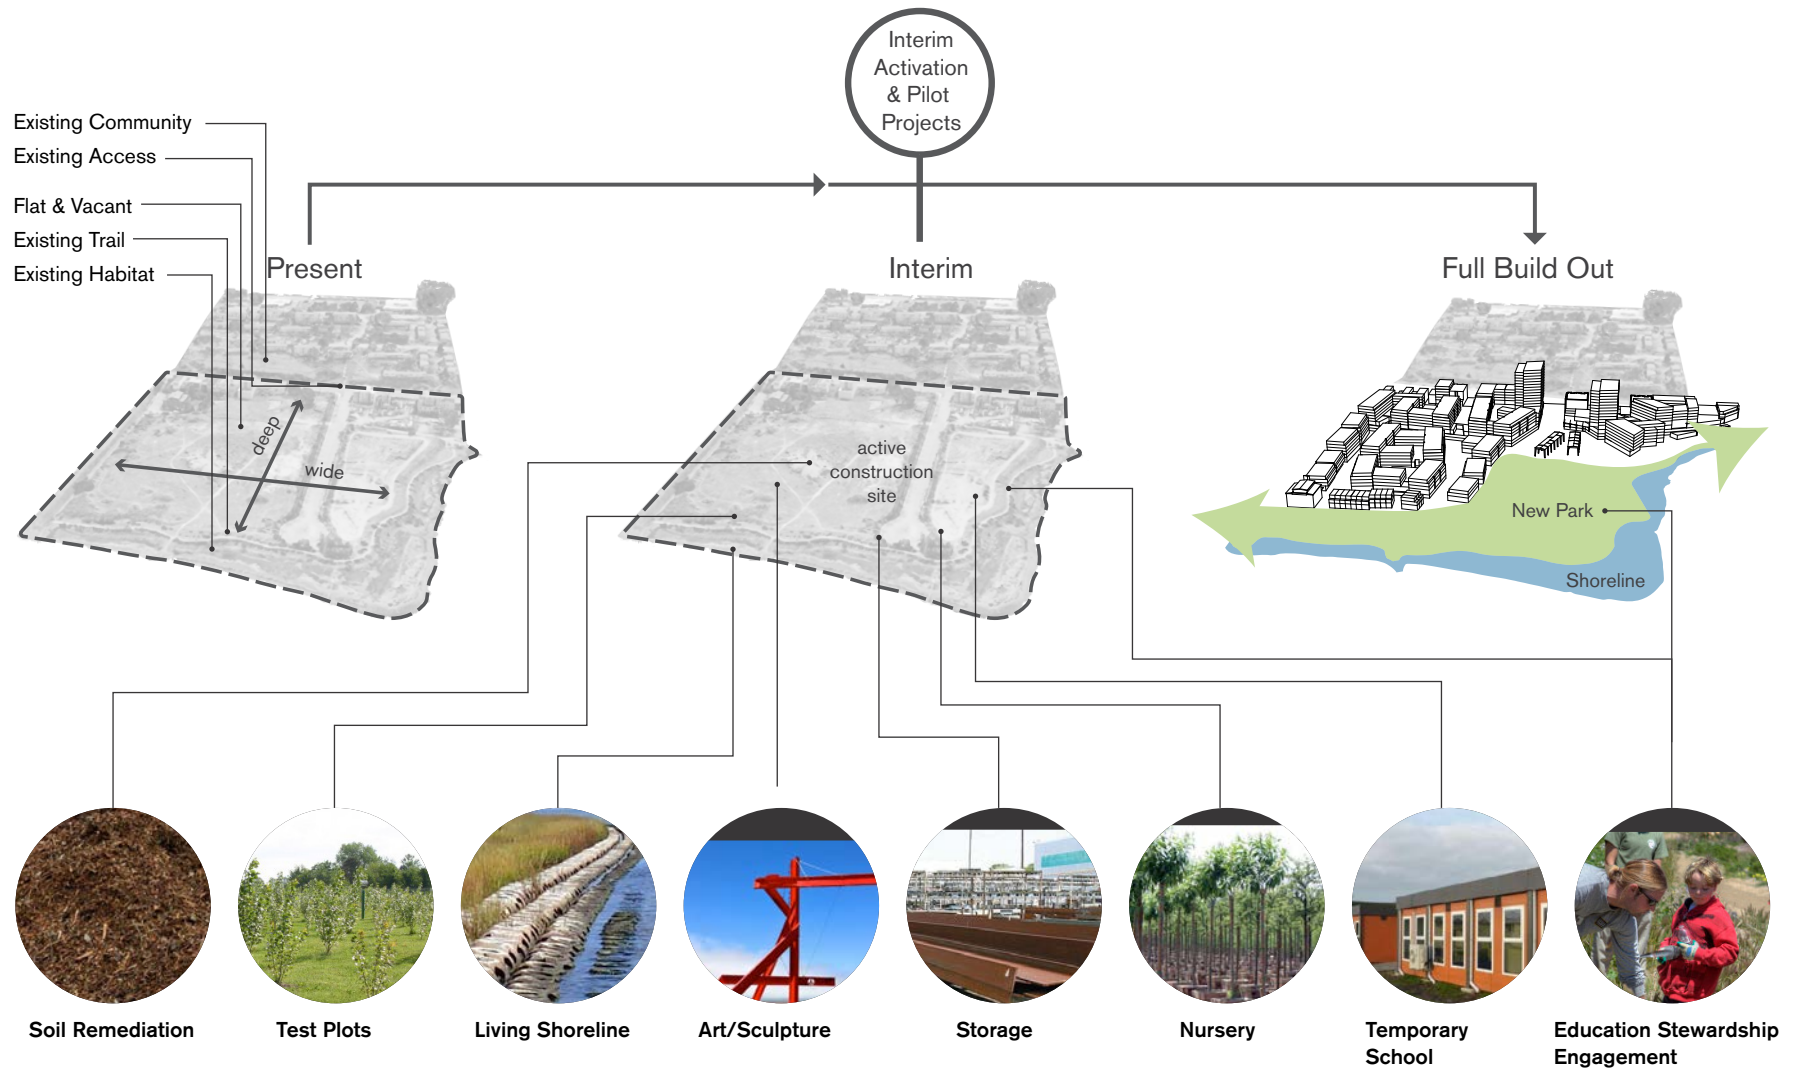 Interim
Activation
& Pilot
Projects
Existing Community
Existing Access
Flat & Vacant
Existing Trail
Existing Habitat
Present
Interim
Full Build Out
deep
wide
active
construction
site
New Park
Shoreline
Soil Remediation
Test Plots
Living Shoreline
Art/Sculpture
Storage
Nursery
Temporary
School
Education Stewardship
Engagement